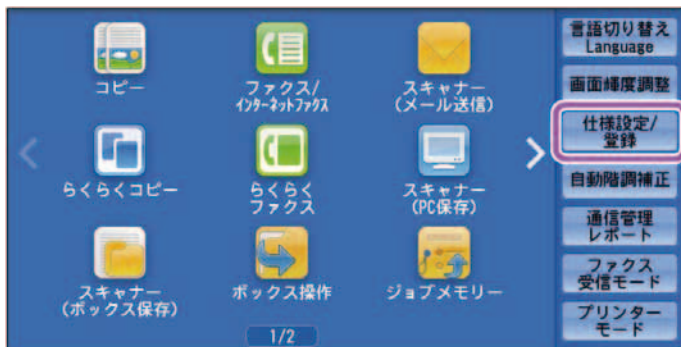 コピー
ファクス/
インターネットファクス
スキャナー
(メール送信)
らくらくコピー
らくらく
ファクス
スキャナー
(PC保存)
スキャナー
(ボックス保存)
ボックス操作
ジョブメモリー
1/2
言語切り替え
Language
画面輝度調整
仕様設定/
登録
自動階調補正
通信管理
レポート
ファクス
受信モード
プリンター
モード